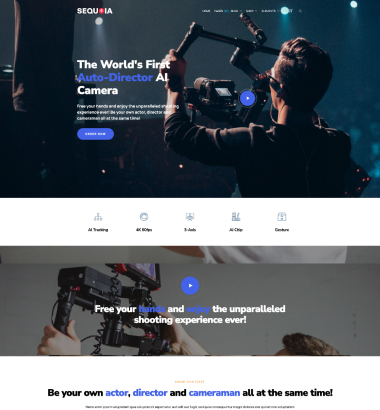 SEQUOIA
HOME PAGES BLOG SHOP ELEMENTS
The World's First
Auto-Director AI
Camera
Free your hands and enjoy the unparalleled shooting
experience ever! Be your own actor, director and
cameraman all at the same time!
ORDER NOW
AI Tracking
4K 60fps
3-Axis
AI Chip
Gesture
Free your hands and enjoy the unparalleled
shooting experience ever!
Be your own actor, director and cameraman all at the same time!